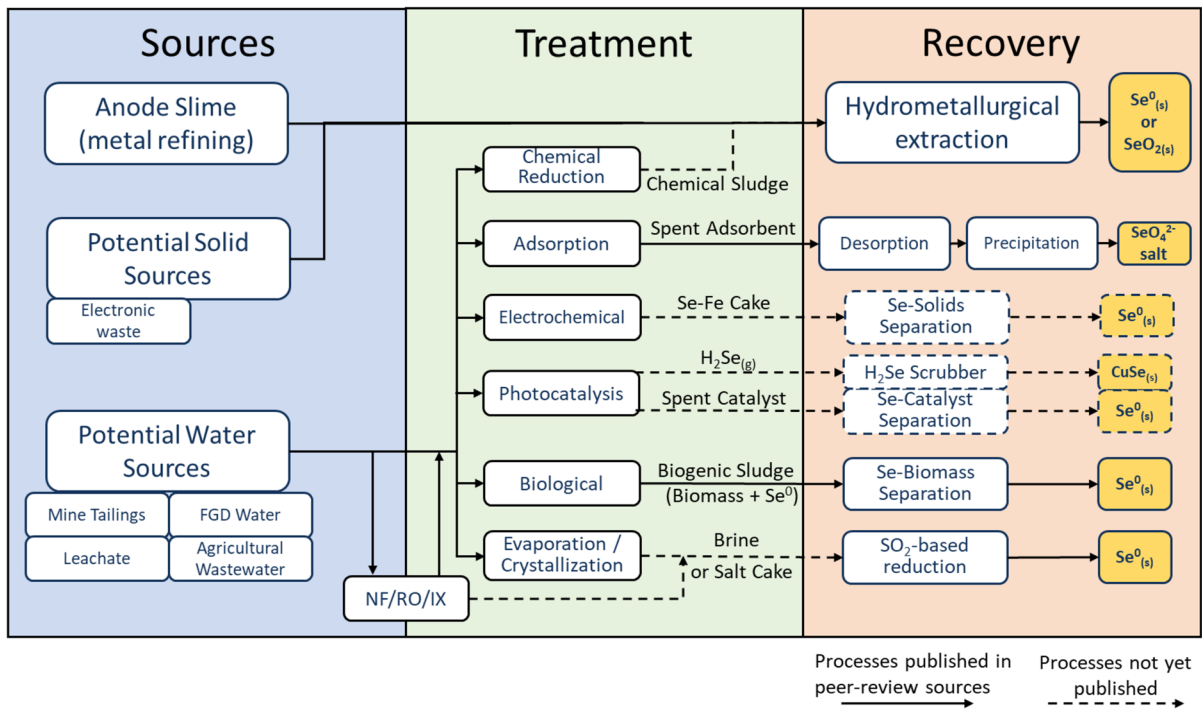 Sources
Treatment
Recovery
Anode Slime
(metal refining)
Potential Solid
Sources
Electronic
waste
Potential Water
Sources
Mine Tailings
FGD Water
Leachate
Agricultural
Wastewater
NF/RO/IX
Chemical
Reduction
Chemical Sludge
Adsorption
Spent Adsorbent
Electrochemical
Se-Fe Cake
Photocatalysis
H₂Se(g)
Spent Catalyst
Biological
Biogenic Sludge
(Biomass + Se⁰)
Evaporation /
Crystallization
Brine
or Salt Cake
Hydrometallurgical
extraction
Se⁰(s)
or
SeO₂(s)
Desorption
Precipitation
SeO₄²⁻
salt
Se-Solids
Separation
Se⁰(s)
H₂Se Scrubber
CuSe(s)
Se-Catalyst
Separation
Se⁰(s)
Se-Biomass
Separation
Se⁰(s)
SO₂-based
reduction
Se⁰(s)
Processes published in
peer-review sources
Processes not yet
published